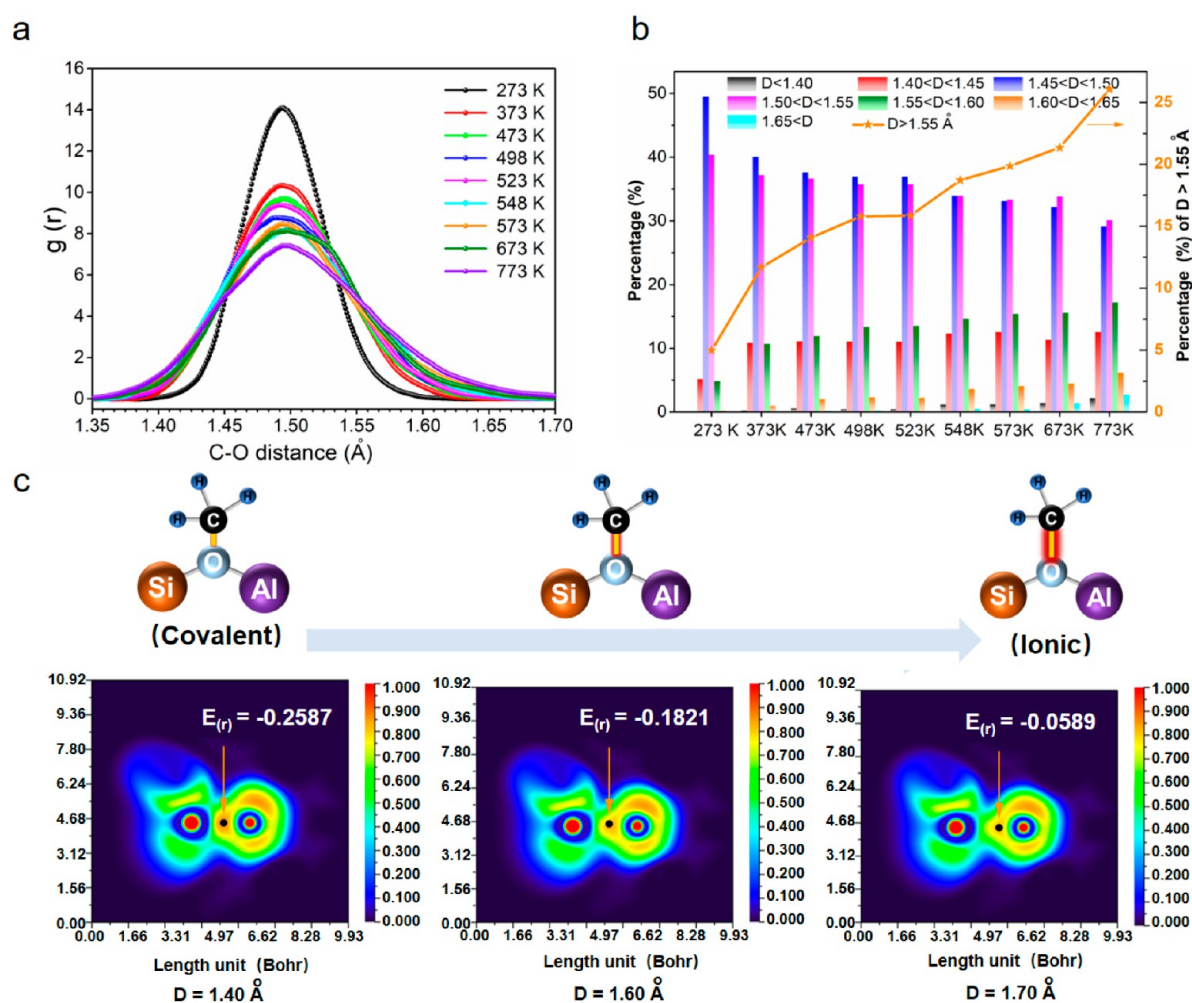 a
16
14
12
10
8
6
4
2
0
g (r)
273 K
373 K
473 K
498 K
523 K
548 K
573 K
673 K
773 K
1.35 1.40 1.45 1.50 1.55 1.60 1.65 1.70
C-O distance (Å)
b
D<1.40 1.40<D<1.45 1.45<D<1.50
1.50<D<1.55 1.55<D<1.60 1.60<D<1.65
1.65<D D>1.55 Å
50
40
30
20
10
0
Percentage (%)
25
20
15
10
5
0
Percentage (%) of D > 1.55 Å
273 K 373K 473K 498K 523K 548K 573K 673K 773K
c
H H H C O Si Al
(Covalent)
H H H C O Si Al
H H H C O Si Al
(Ionic)
10.92
9.36
7.80
6.24
4.68
3.12
1.56
0.00
E(r) = -0.2587
1.000
0.900
0.800
0.700
0.600
0.500
0.400
0.300
0.200
0.100
0.000
0.00 1.66 3.31 4.97 6.62 8.28 9.93
Length unit (Bohr)
D = 1.40 Å
10.92
9.36
7.80
6.24
4.68
3.12
1.56
0.00
E(r) = -0.1821
1.000
0.900
0.800
0.700
0.600
0.500
0.400
0.300
0.200
0.100
0.000
0.00 1.66 3.31 4.97 6.62 8.28 9.93
Length unit (Bohr)
D = 1.60 Å
10.92
9.36
7.80
6.24
4.68
3.12
1.56
0.00
E(r) = -0.0589
1.000
0.900
0.800
0.700
0.600
0.500
0.400
0.300
0.200
0.100
0.000
0.00 1.66 3.31 4.97 6.62 8.28 9.93
Length unit (Bohr)
D = 1.70 Å